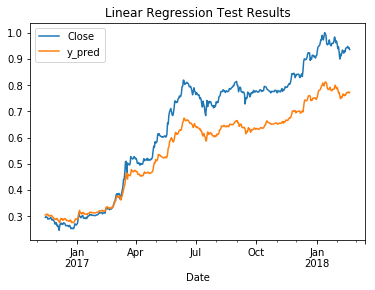 Linear Regression Test Results
Close
y_pred
1.0
0.9
0.8
0.7
0.6
0.5
0.4
0.3
Jan Apr Jul Oct Jan
2017 2018
Date